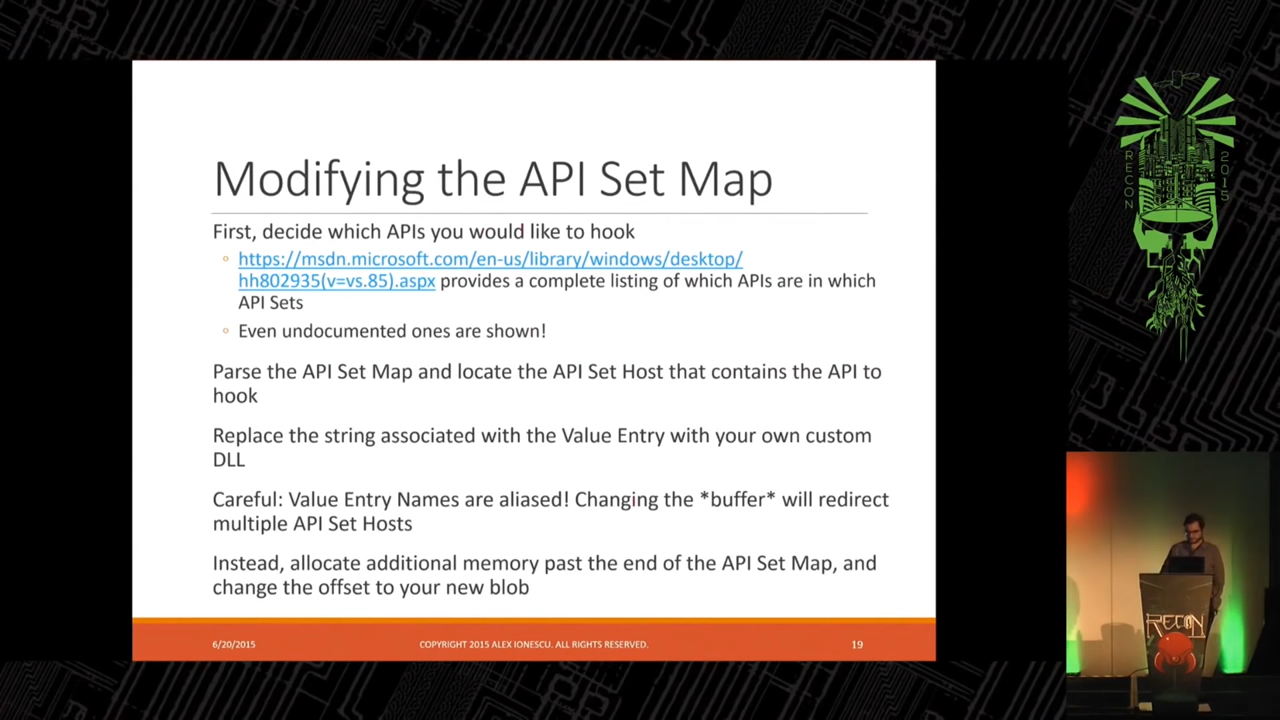 Modifying the API Set Map
First, decide which APIs you would like to hook
https://msdn.microsoft.com/en-us/library/windows/desktop/
hh802935(v=vs.85).aspx provides a complete listing of which APIs are in which
API Sets
Even undocumented ones are shown!
Parse the API Set Map and locate the API Set Host that contains the API to
hook
Replace the string associated with the Value Entry with your own custom
DLL
Careful: Value Entry Names are aliased! Changing the *buffer* will redirect
multiple API Set Hosts
Instead, allocate additional memory past the end of the API Set Map, and
change the offset to your new blob
6/20/2015
COPYRIGHT 2015 ALEX IONESCU. ALL RIGHTS RESERVED.
19
RECON
2015
RECON